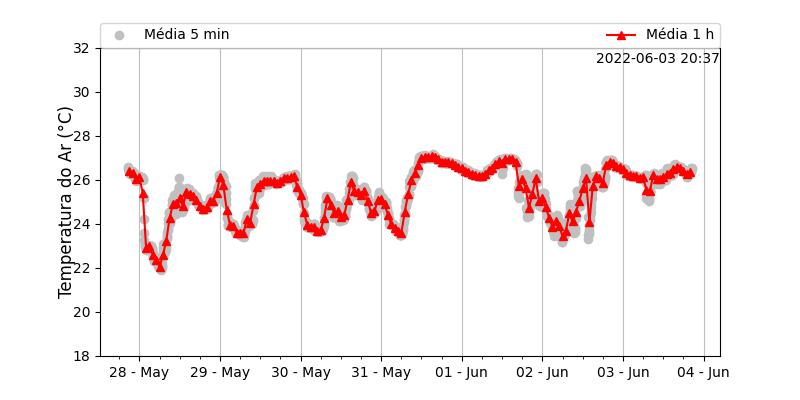 Média 5 min
Média 1 h
2022-06-03 20:37
Temperatura do Ar (°C)
32
30
28
26
24
22
20
18
28 - May
29 - May
30 - May
31 - May
01 - Jun
02 - Jun
03 - Jun
04 - Jun